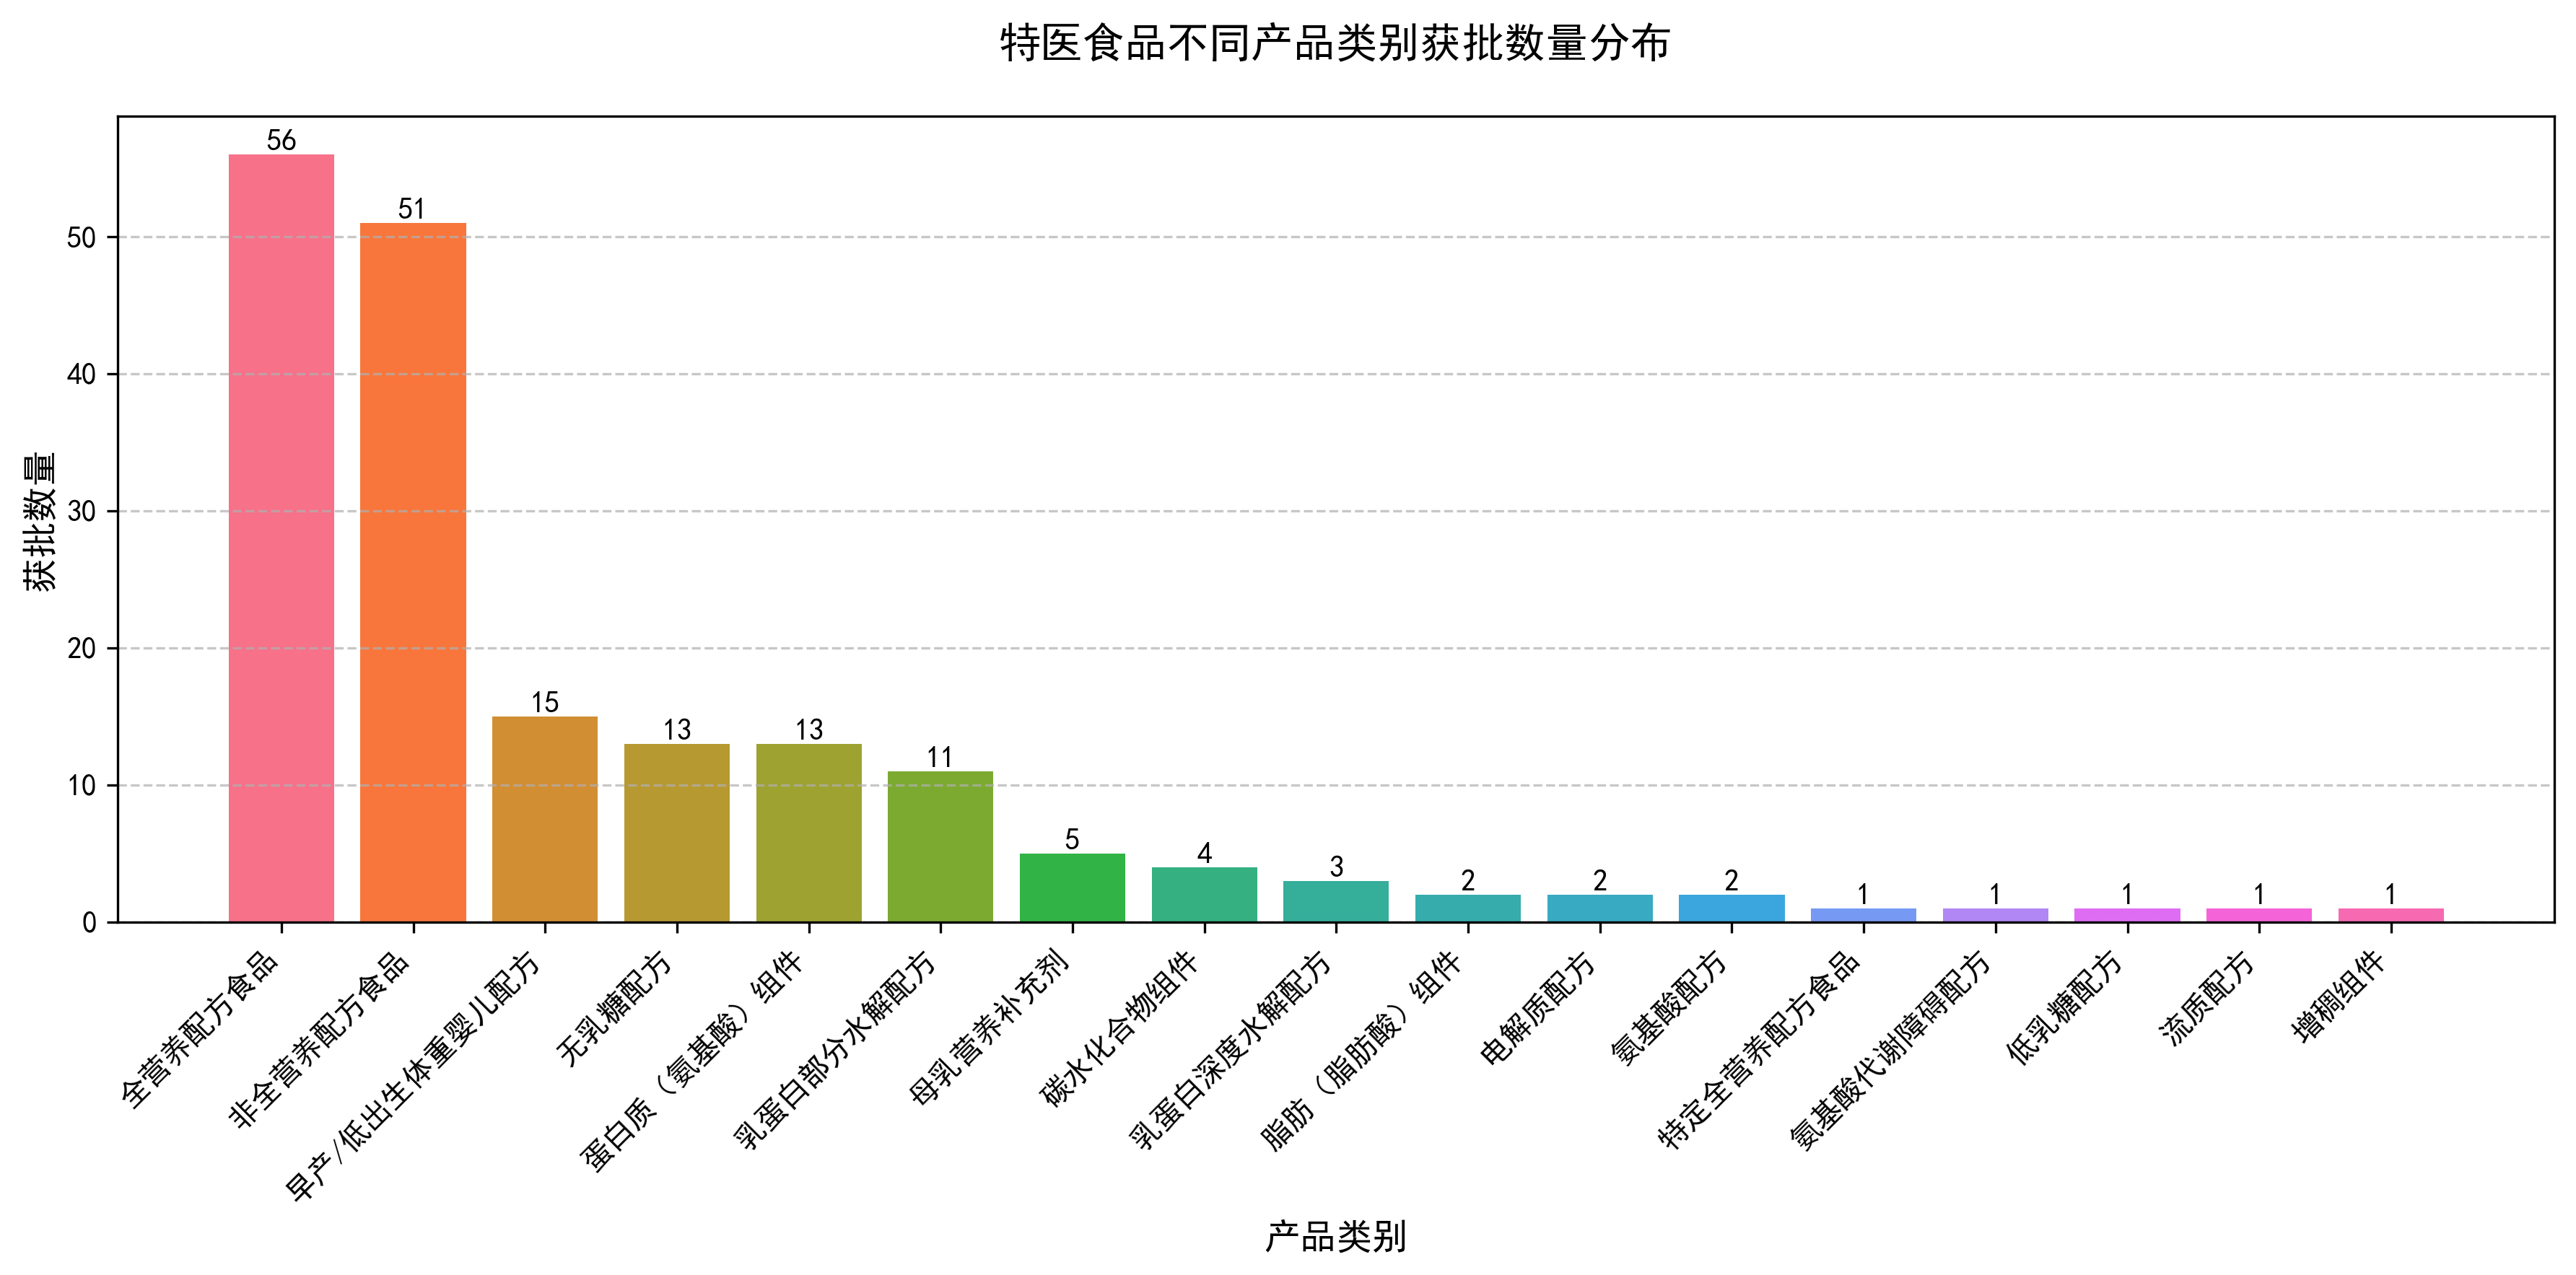 特医食品不同产品类别获批数量分布
获批数量
50
40
30
20
10
0
56
51
15
13
13
11
5
4
3
2
2
2
1
1
1
1
1
全营养配方食品
非全营养配方食品
早产/低出生体重婴儿配方
无乳糖配方
蛋白质（氨基酸）组件
乳蛋白部分水解配方
母乳营养补充剂
碳水化合物组件
乳蛋白深度水解配方
脂肪（脂肪酸）组件
电解质配方
氨基酸配方
特定全营养配方食品
氨基酸代谢障碍配方
低乳糖配方
流质配方
增稠组件
产品类别